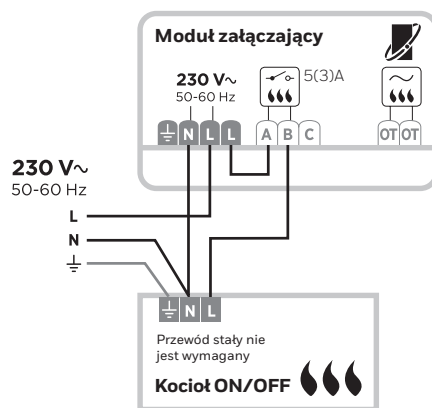 Moduł załączający
230 V~
50-60 Hz
5(3)A
N L L A B C OT OT
230 V~
50-60 Hz
L
N
N L
Przewód stały nie
jest wymagany
Kocioł ON/OFF